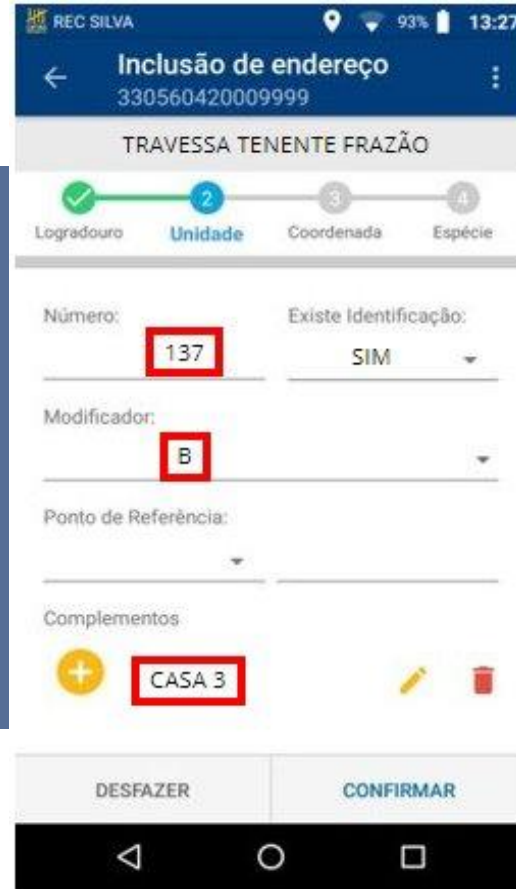 REC SILVA 93% 13:27
Inclusão de endereço
330560420009999
TRAVESSA TENENTE FRAZÃO
2 3 4
Logradouro Unidade Coordenada Espécie
Número: Existe Identificação:
137 SIM
Modificador:
B
Ponto de Referência:
Complementos
CASA 3
DESFAZER CONFIRMAR